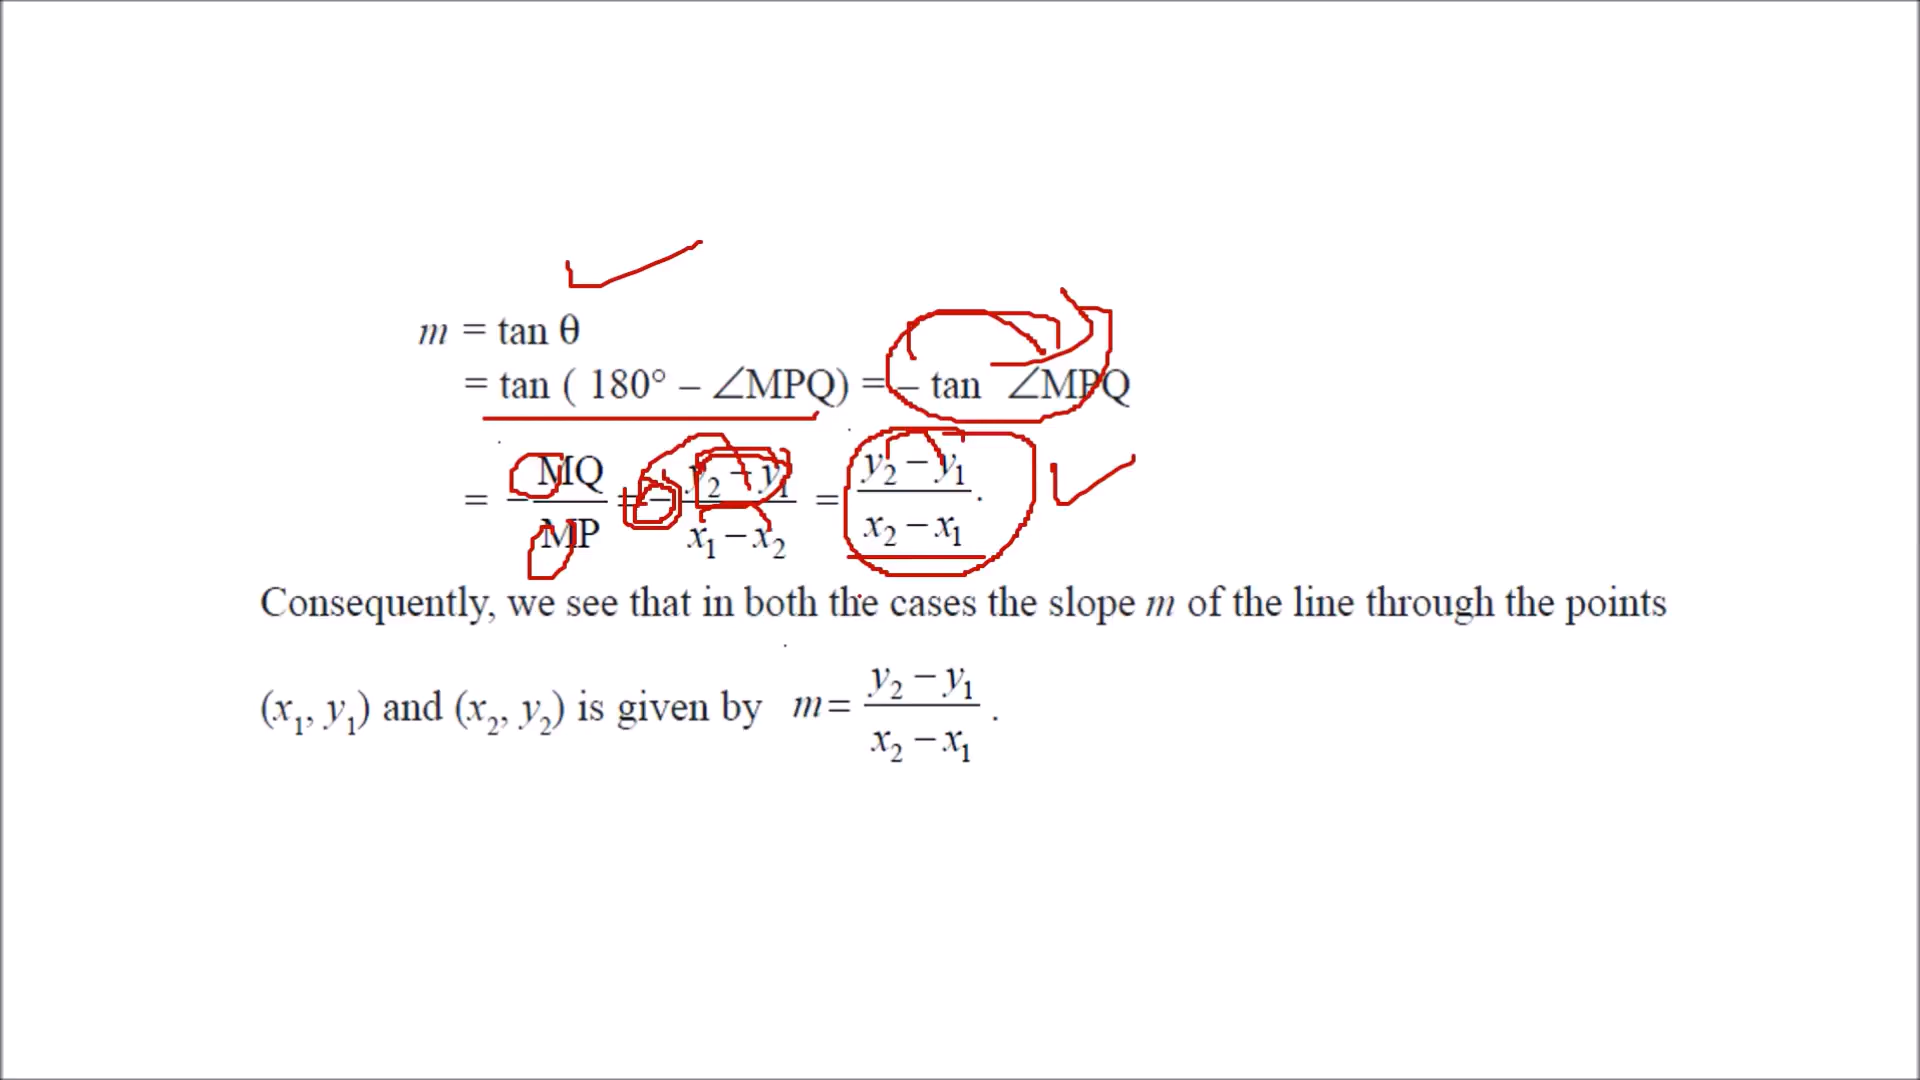 m = tan θ
= tan ( 180° – ∠MPQ) = – tan ∠MPQ
= – MQ/MP = – (y₂ – y₁)/(x₁ – x₂) = (y₂ – y₁)/(x₂ – x₁) .
Consequently, we see that in both the cases the slope m of the line through the points
(x₁, y₁) and (x₂, y₂) is given by m = (y₂ – y₁)/(x₂ – x₁) .